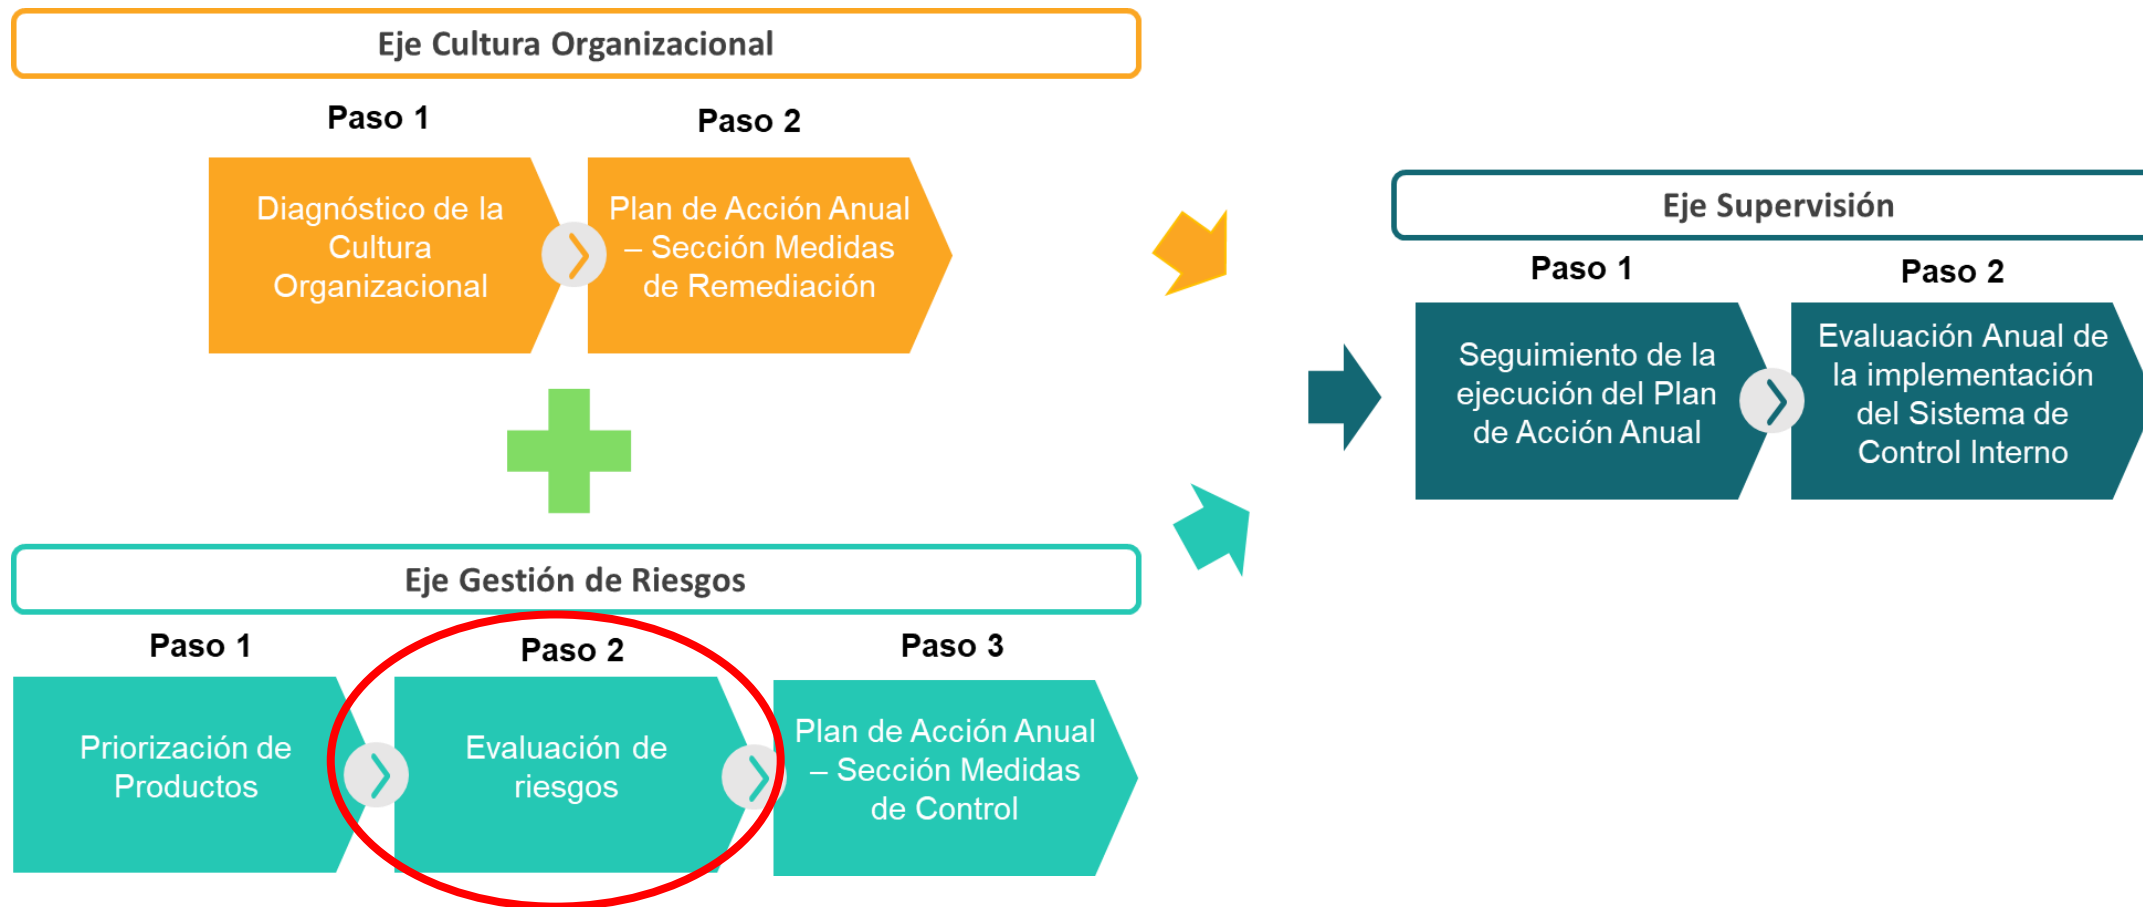 Eje Cultura Organizacional
Paso 1
Paso 2
Diagnóstico de la
Cultura
Organizacional
Plan de Acción Anual
– Sección Medidas
de Remediación
Eje Gestión de Riesgos
Paso 1
Paso 2
Paso 3
Priorización de
Productos
Evaluación de
riesgos
Plan de Acción Anual
– Sección Medidas
de Control
Eje Supervisión
Paso 1
Paso 2
Seguimiento de la
ejecución del Plan
de Acción Anual
Evaluación Anual de
la implementación
del Sistema de
Control Interno